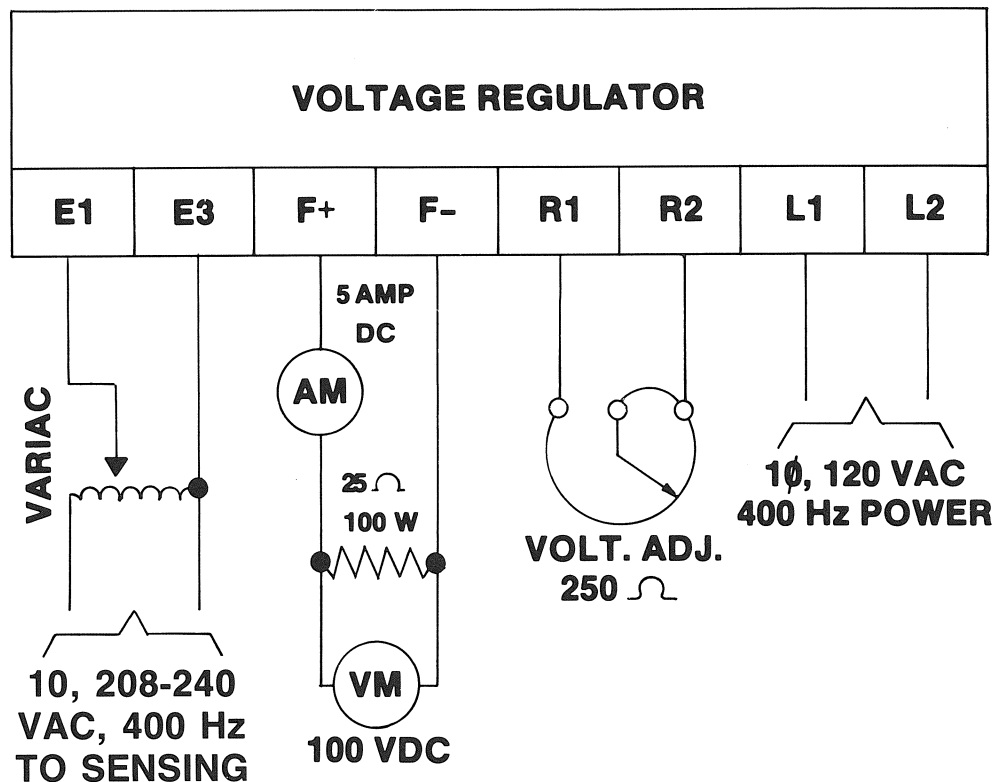 VOLTAGE REGULATOR
E1 E3 F+ F- R1 R2 L1 L2
5 AMP
DC
AM
VARIAC
25 Ω
100 W
1φ, 120 VAC
400 Hz POWER
VOLT. ADJ.
250 Ω
10, 208-240
VAC, 400 Hz
TO SENSING
VM
100 VDC